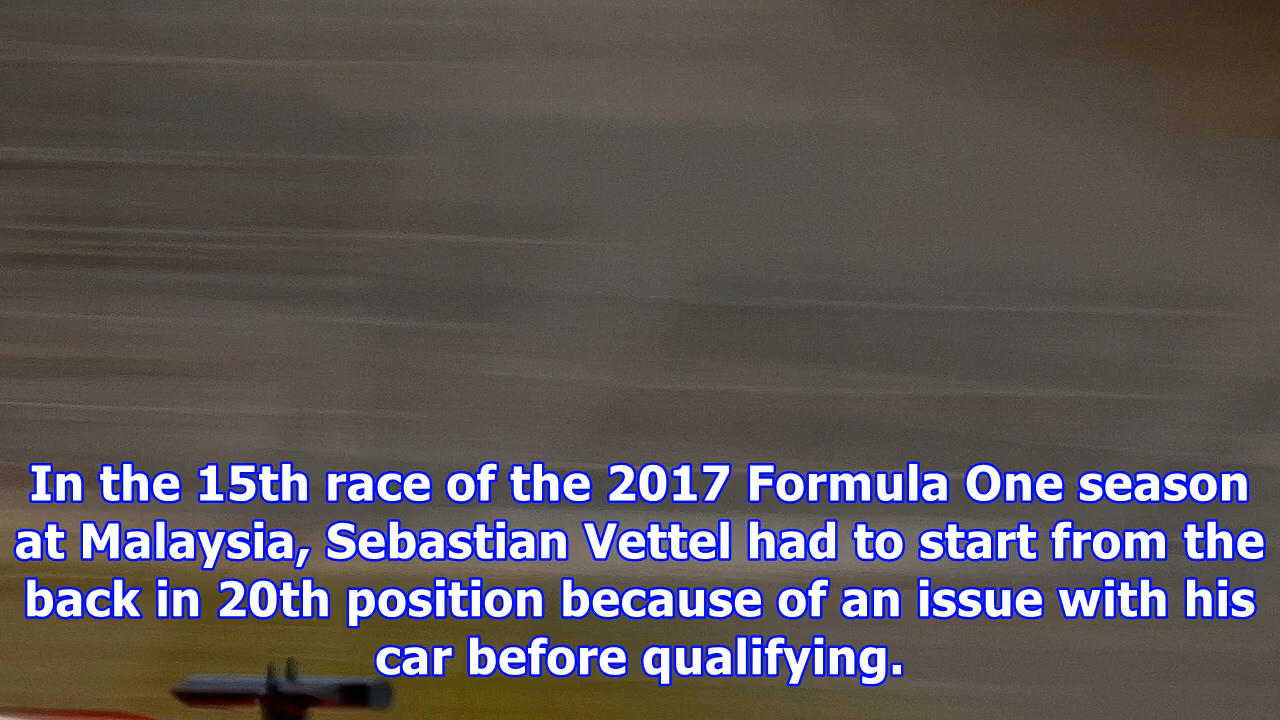 In the 15th race of the 2017 Formula One season
at Malaysia, Sebastian Vettel had to start from the
back in 20th position because of an issue with his
car before qualifying.